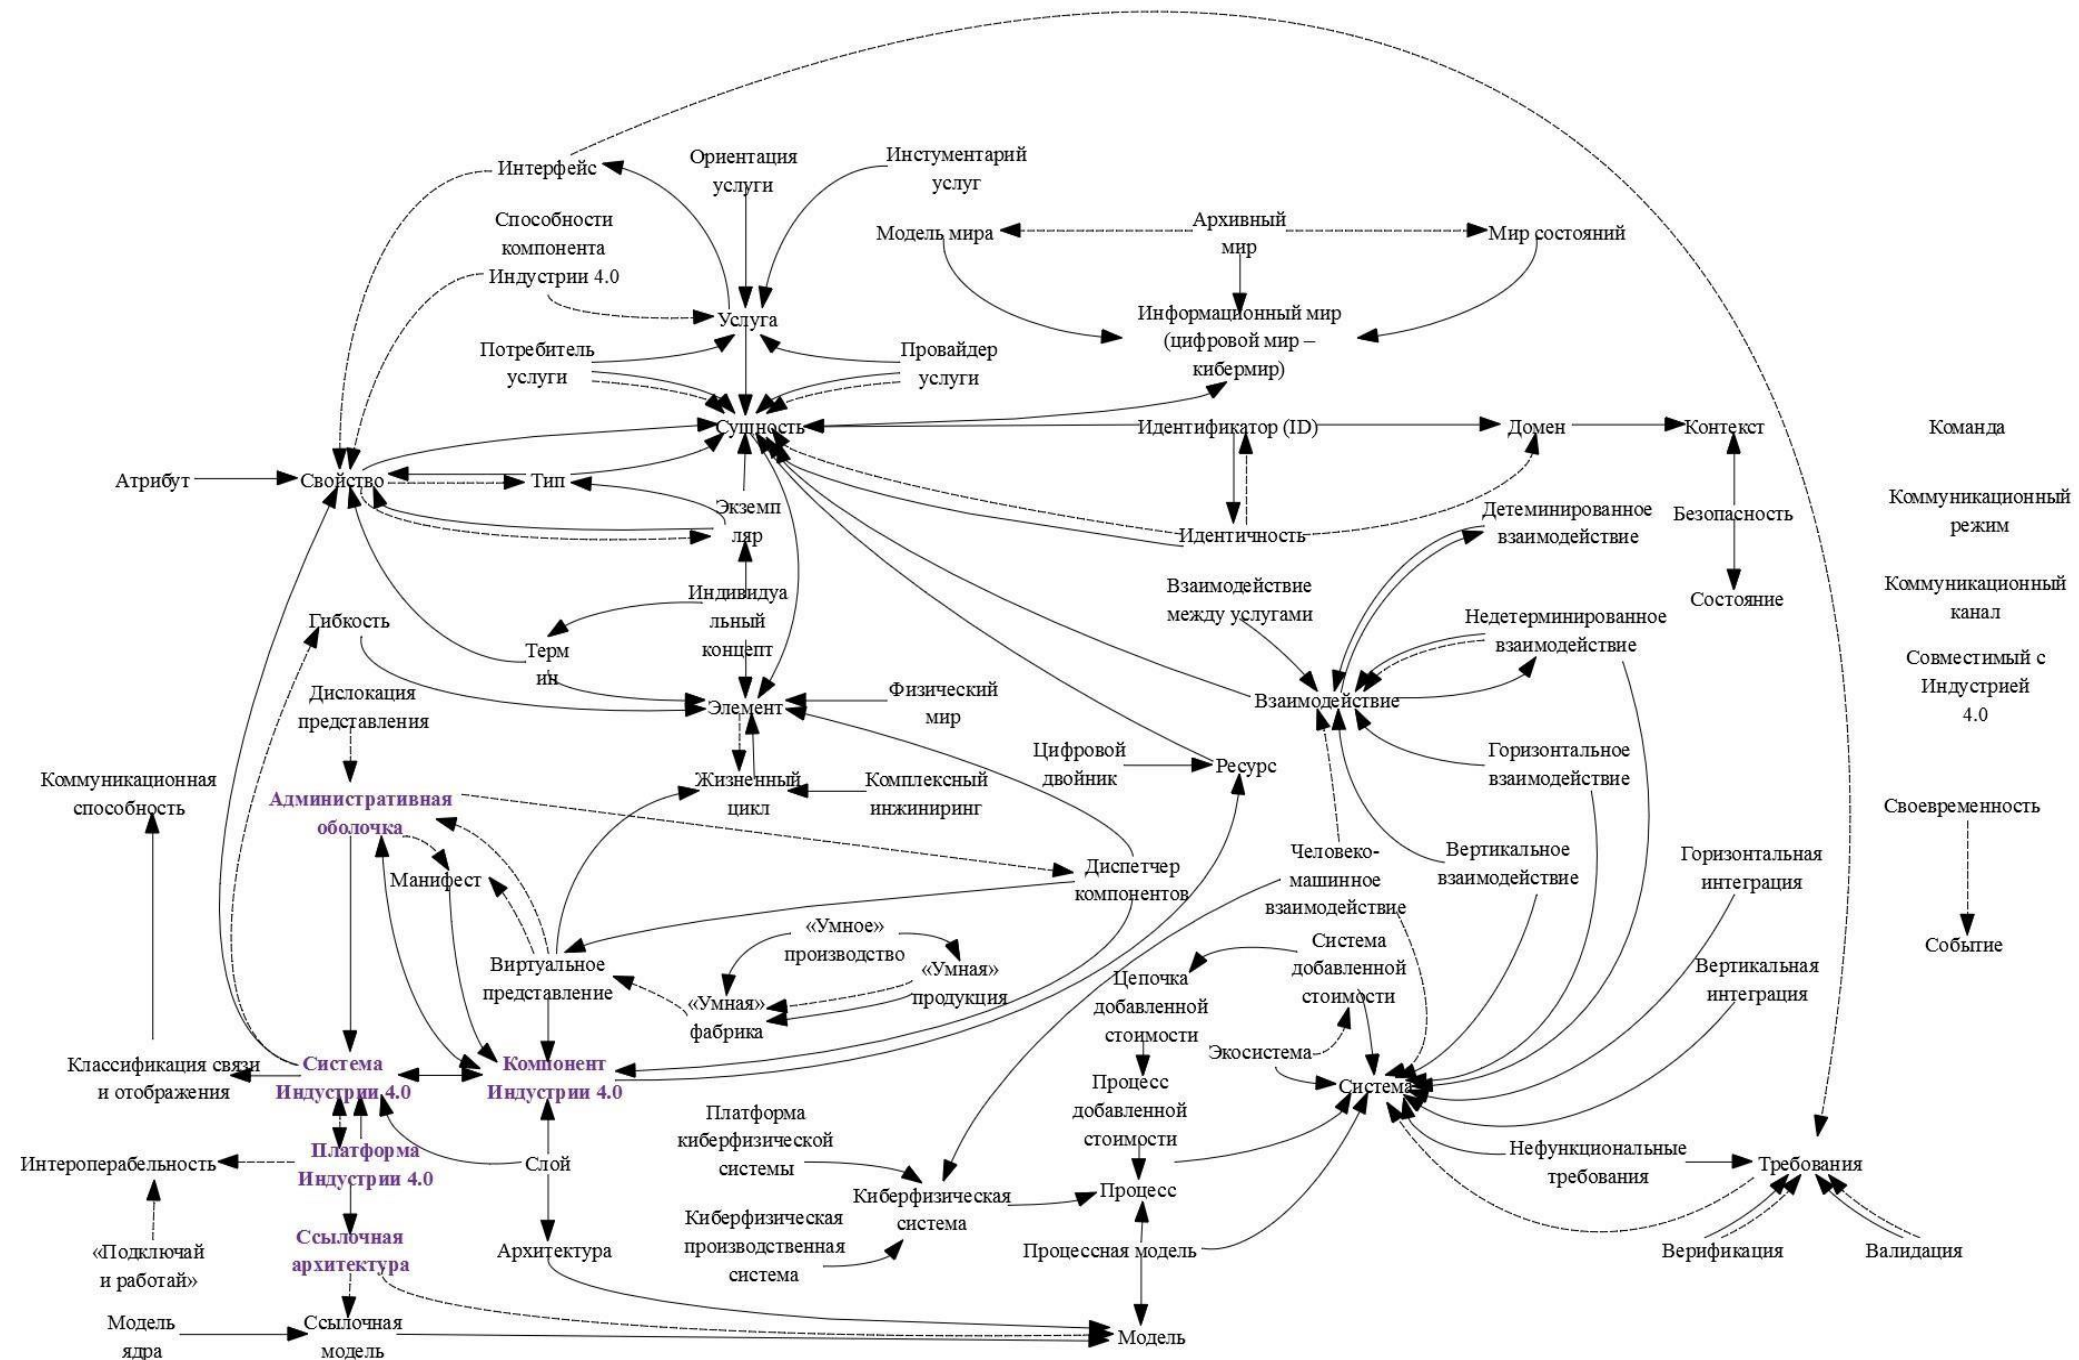 Интерфейс
Ориентация
услуги
Инстументарий
услуг
Способности
компонента
Индустрии 4.0
Модель мира
Архивный
мир
Мир состояний
Услуга
Информационный мир
(цифровой мир –
кибермир)
Потребитель
услуги
Провайдер
услуги
Сущность
Идентификатор (ID)
Домен
Контекст
Команда
Атрибут
Свойство
Тип
Экземп
ляр
Идентичность
Детеминированное
взаимодействие
Безопасность
Коммуникационный
режим
Индивидуа
льный
концепт
Взаимодействие
между услугами
Состояние
Коммуникационный
канал
Гибкость
Терм
ин
Недетерминированное
взаимодействие
Совместимый с
Индустрией
4.0
Дислокация
представления
Элемент
Физический
мир
Взаимодействие
Коммуникационная
способность
Административная
оболочка
Жизненный
цикл
Комплексный
инжиниринг
Цифровой
двойник
Ресурс
Горизонтальное
взаимодействие
Своевременность
Манифест
Диспетчер
компонентов
Человеко-
машинное
взаимодействие
Вертикальное
взаимодействие
Горизонтальная
интеграция
«Умное»
производство
Событие
Виртуальное
представление
«Умная»
фабрика
«Умная»
продукция
Цепочка
добавленной
стоимости
Система
добавленной
стоимости
Вертикальная
интеграция
Классификация связи
и отображения
Система
Индустрии 4.0
Компонент
Индустрии 4.0
Экосистема
Система
Процесс
добавленной
стоимости
Платформа
киберфизической
системы
Интероперабельность
Платформа
Индустрии 4.0
Слой
Нефункциональные
требования
Требования
Киберфизическая
система
Процесс
«Подключай
и работай»
Ссылочная
архитектура
Архитектура
Киберфизическая
производственная
система
Процессная модель
Верификация
Валидация
Модель
ядра
Ссылочная
модель
Модель